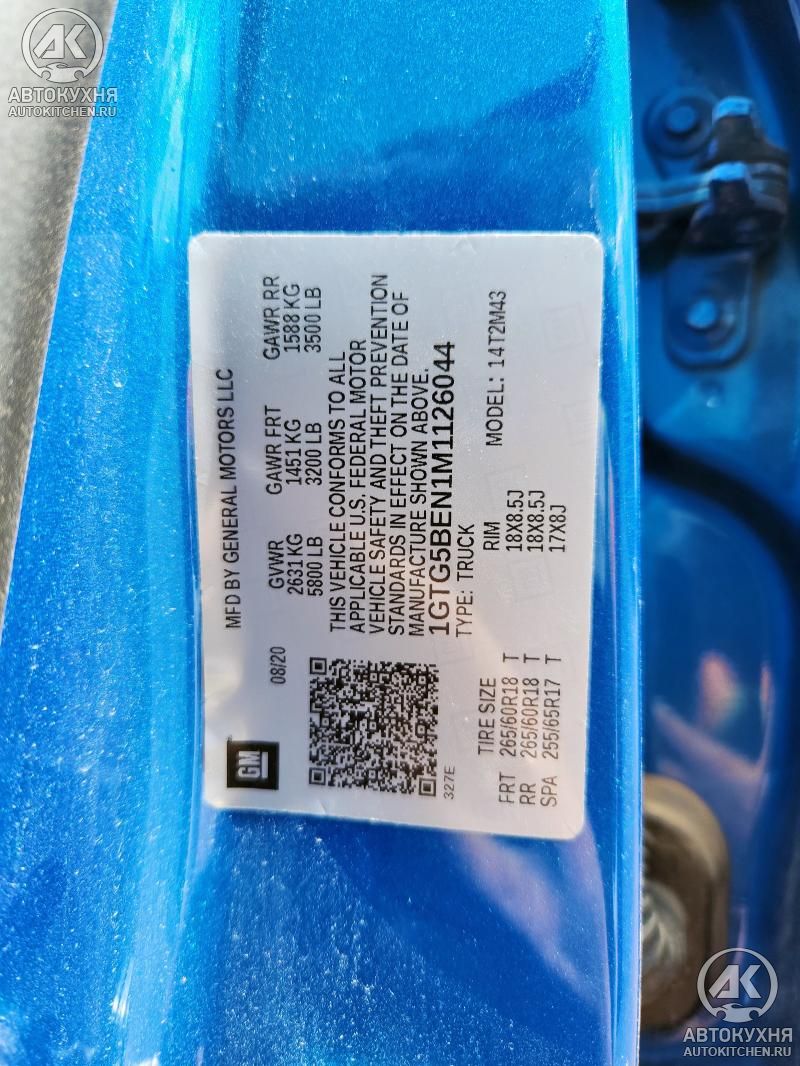 АК
АВТОКУХНЯ
AUTOKITCHEN.RU
GM
08/20
MFD BY GENERAL MOTORS LLC
GVWR GAWR FRT GAWR RR
2631 KG 1451 KG 1588 KG
5800 LB 3200 LB 3500 LB
THIS VEHICLE CONFORMS TO ALL
APPLICABLE U.S. FEDERAL MOTOR
VEHICLE SAFETY AND THEFT PREVENTION
STANDARDS IN EFFECT ON THE DATE OF
MANUFACTURE SHOWN ABOVE.
1GTG5BEN1M1126044
TYPE: TRUCK MODEL: 14T2M43
327E
TIRE SIZE RIM
FRT 265/60R18 T 18X8.5J
RR 265/60R18 T 18X8.5J
SPA 255/65R17 T 17X8J
АК
АВТОКУХНЯ
AUTOKITCHEN.RU